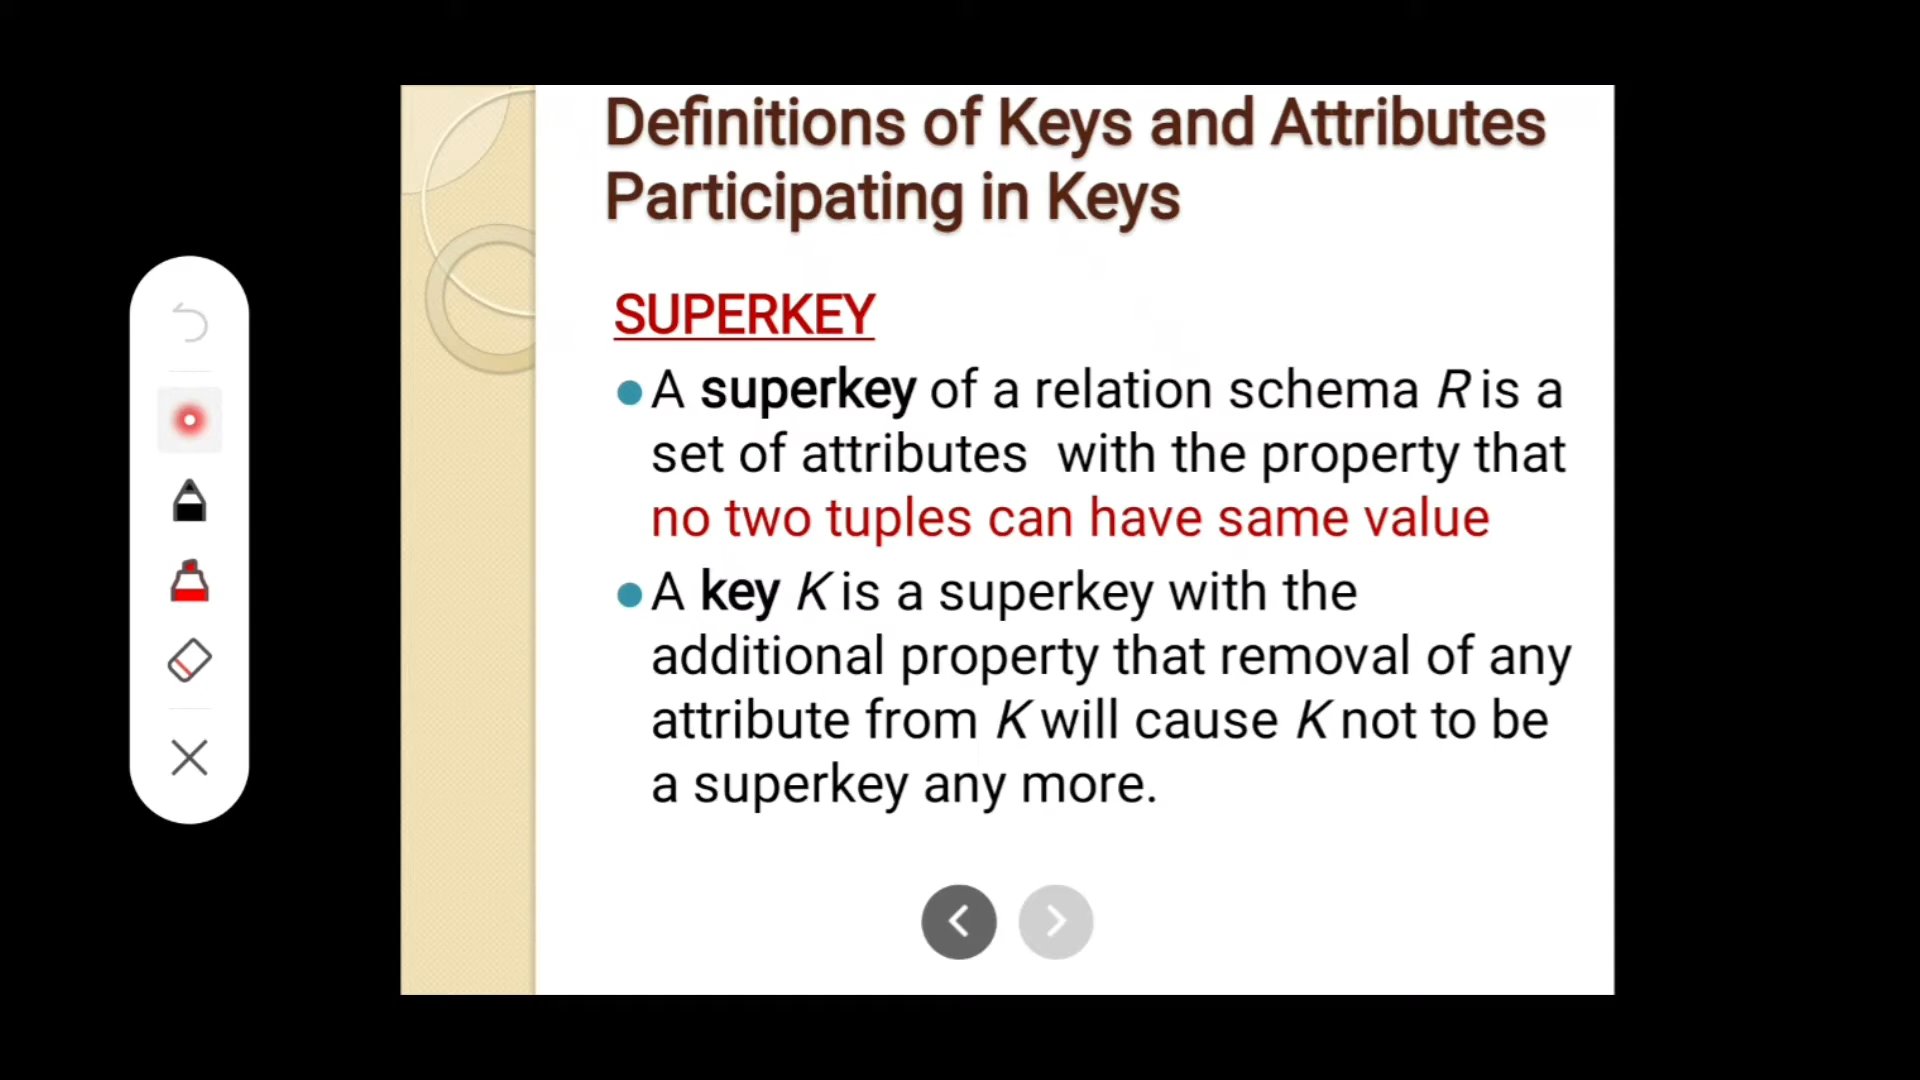 Definitions of Keys and Attributes
Participating in Keys
SUPERKEY
A superkey of a relation schema R is a
set of attributes with the property that
no two tuples can have same value
A key K is a superkey with the
additional property that removal of any
attribute from K will cause K not to be
a superkey any more.